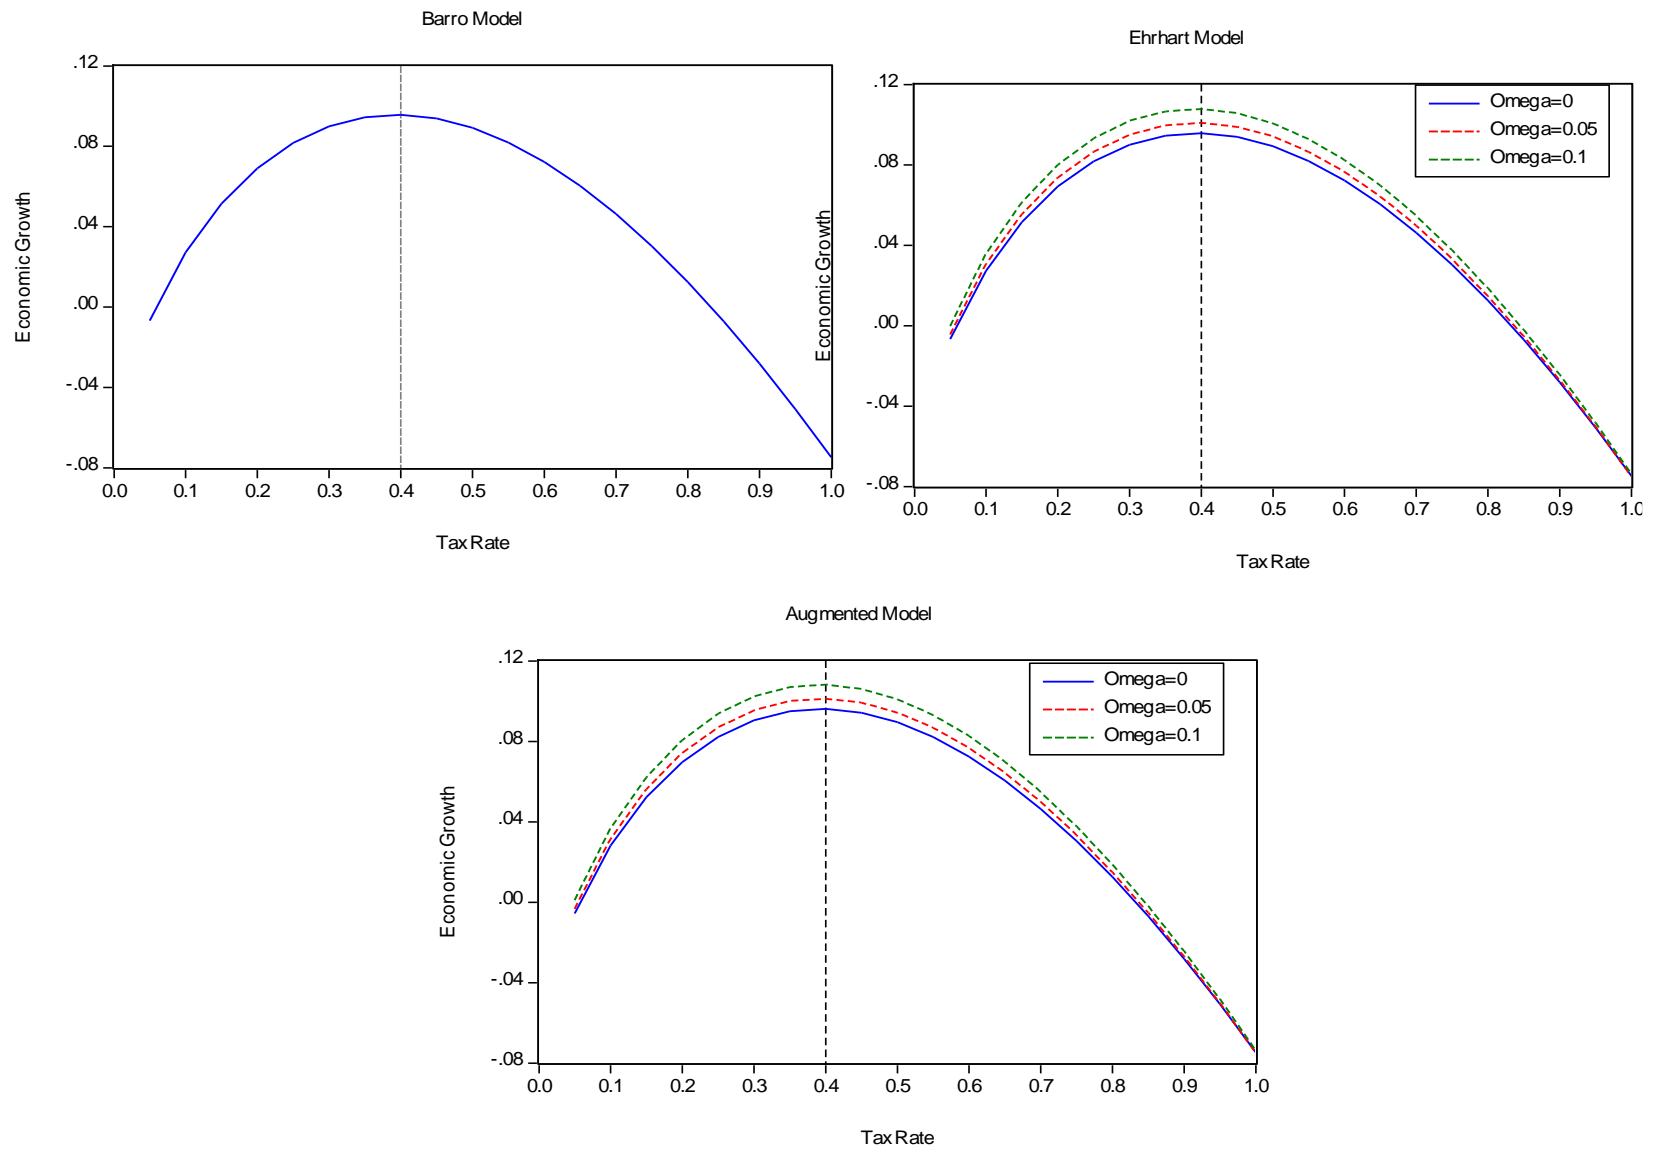 Barro Model
.12
.08
.04
.00
-.04
-.08
Economic Growth
0.0 0.1 0.2 0.3 0.4 0.5 0.6 0.7 0.8 0.9 1.0
Tax Rate
Ehrhart Model
.12
.08
.04
.00
-.04
-.08
Economic Growth
Omega=0
Omega=0.05
Omega=0.1
0.0 0.1 0.2 0.3 0.4 0.5 0.6 0.7 0.8 0.9 1.0
Tax Rate
Augmented Model
.12
.08
.04
.00
-.04
-.08
Economic Growth
Omega=0
Omega=0.05
Omega=0.1
0.0 0.1 0.2 0.3 0.4 0.5 0.6 0.7 0.8 0.9 1.0
Tax Rate